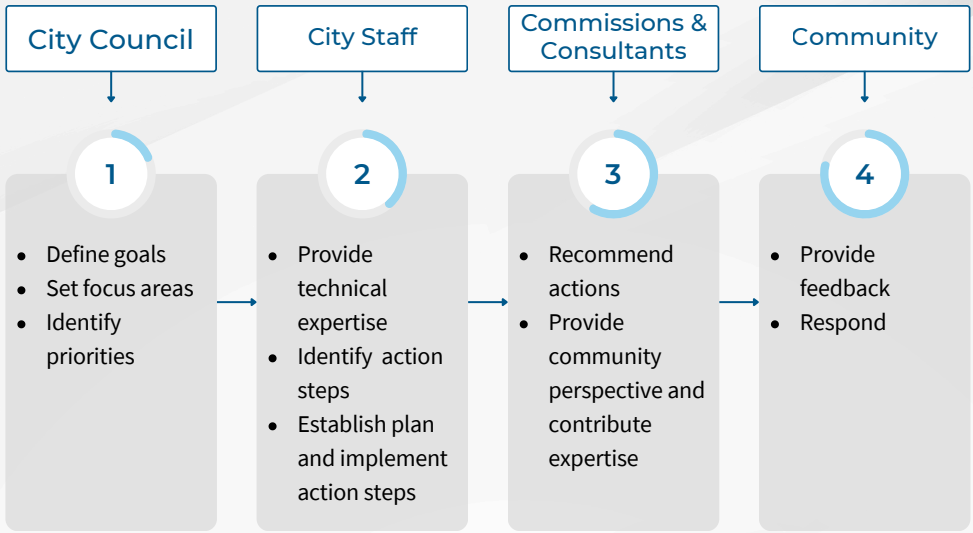 City Council
City Staff
Commissions &
Consultants
Community
1
2
3
4
• Define goals
• Set focus areas
• Identify
priorities
• Provide
technical
expertise
• Identify action
steps
• Establish plan
and implement
action steps
• Recommend
actions
• Provide
community
perspective and
contribute
expertise
• Provide
feedback
• Respond